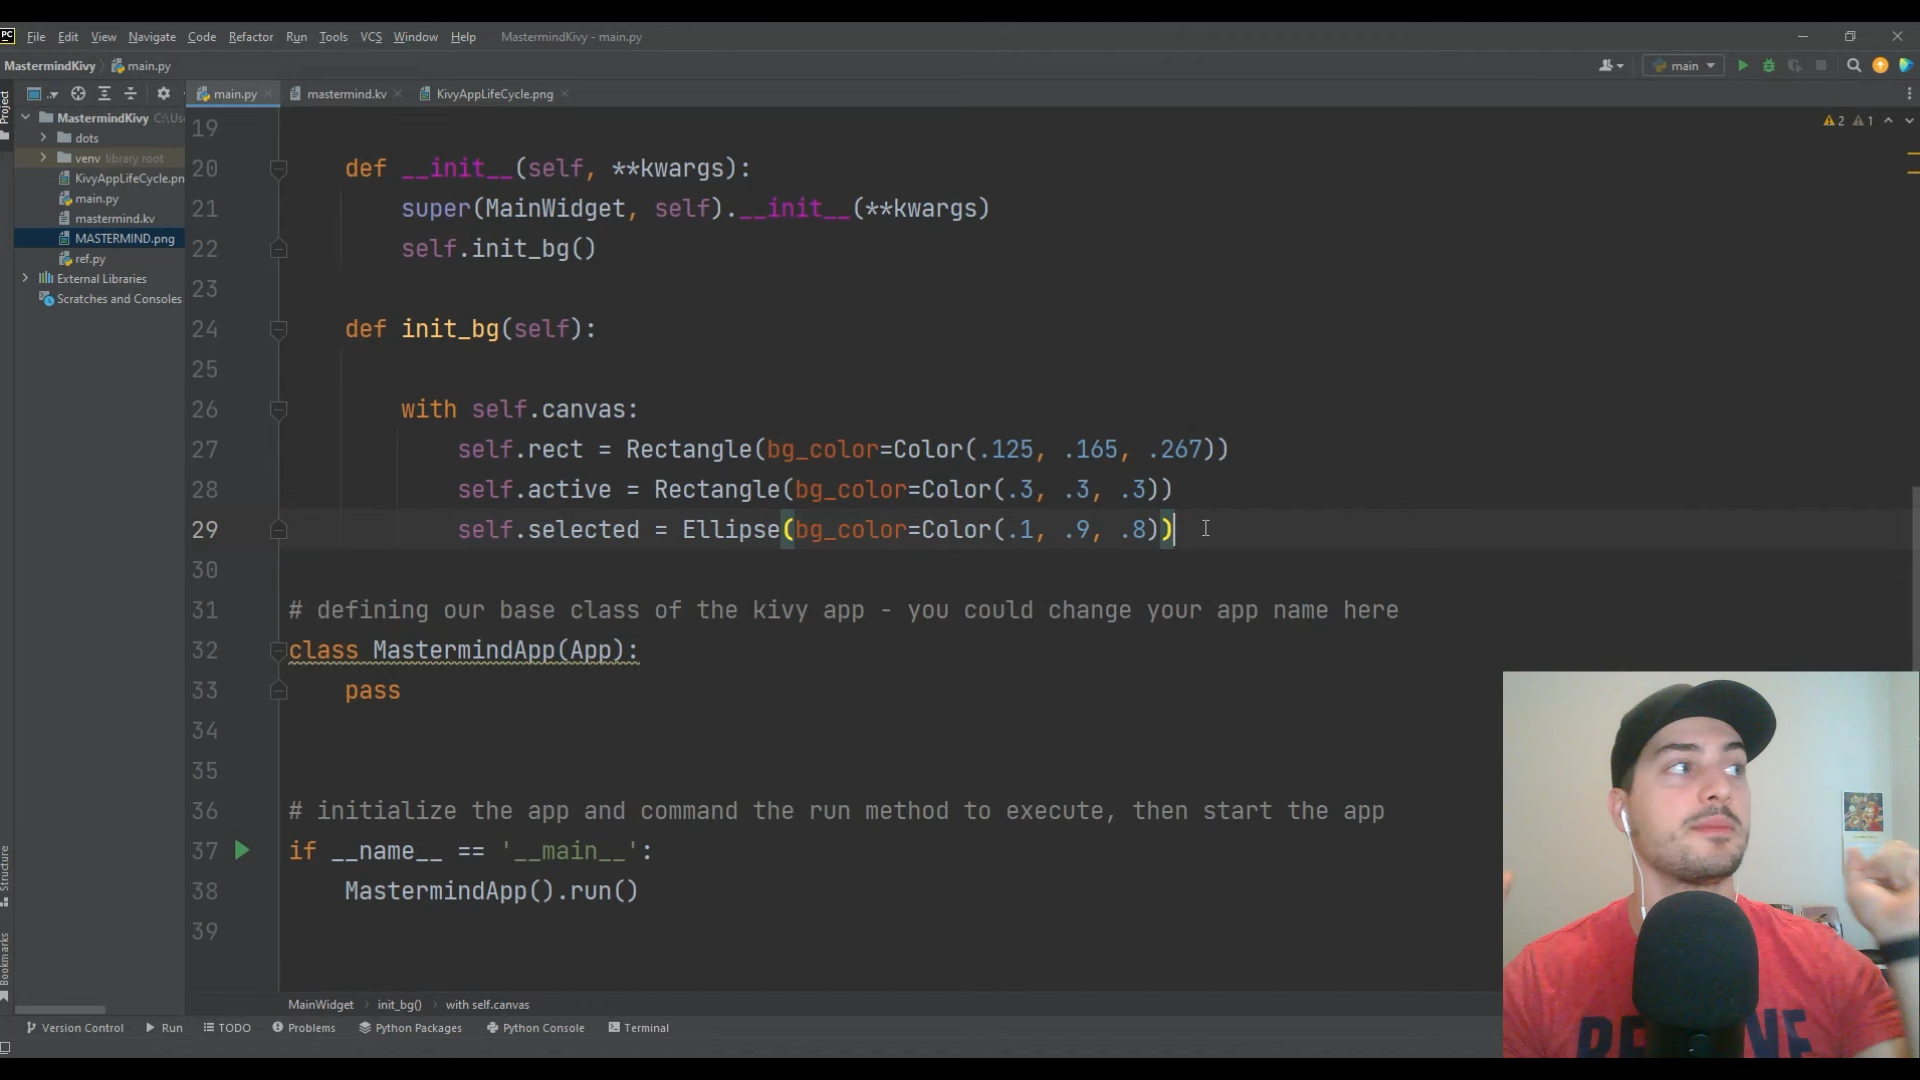 PC File Edit View Navigate Code Refactor Run Tools VCS Window Help MastermindKivy - main.py
MastermindKivy main.py main
Project main.py mastermind.kv KivyAppLifeCycle.png
MastermindKivy C:\Us
dots
venv library root
KivyAppLifeCycle.pn
main.py
mastermind.kv
MASTERMIND.png
ref.py
External Libraries
Scratches and Consoles
2 1
19
20 def __init__(self, **kwargs):
21 super(MainWidget, self).__init__(**kwargs)
22 self.init_bg()
23
24 def init_bg(self):
25
26 with self.canvas:
27 self.rect = Rectangle(bg_color=Color(.125, .165, .267))
28 self.active = Rectangle(bg_color=Color(.3, .3, .3))
29 self.selected = Ellipse(bg_color=Color(.1, .9, .8))
30
31 # defining our base class of the kivy app - you could change your app name here
32 class MastermindApp(App):
33 pass
34
35
36 # initialize the app and command the run method to execute, then start the app
37 if __name__ == '__main__':
38 MastermindApp().run()
39
Structure
Bookmarks
MainWidget init_bg() with self.canvas
Version Control Run TODO Problems Python Packages Python Console Terminal